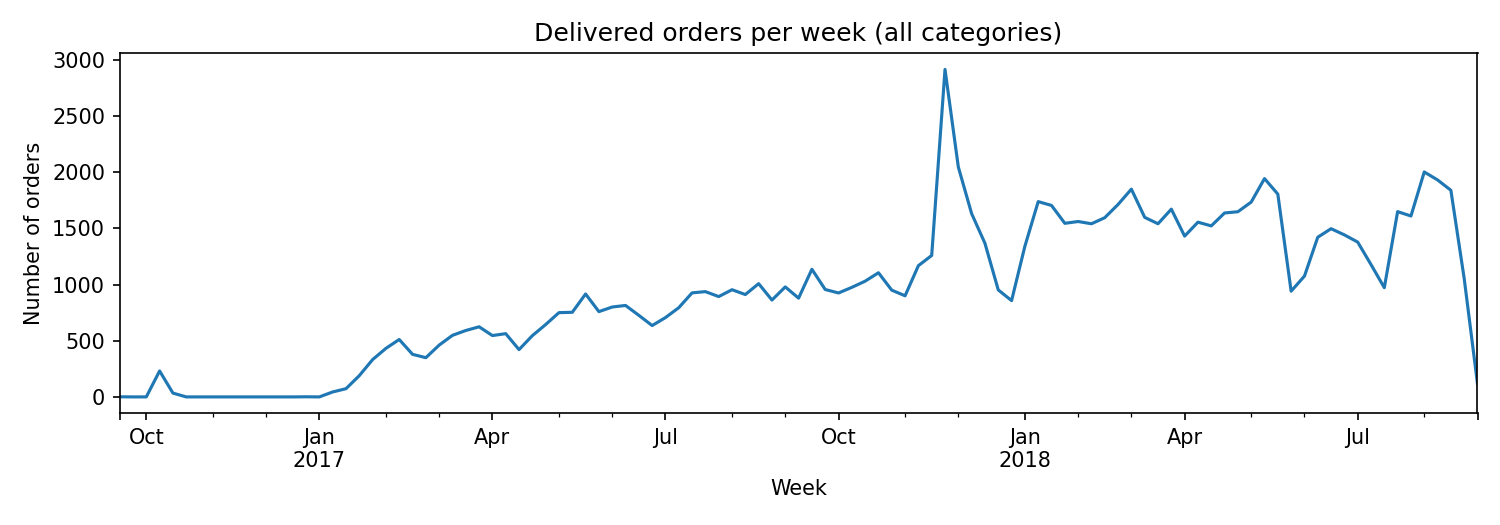 Delivered orders per week (all categories)
3000
2500
2000
1500
1000
500
0
Number of orders
Oct Jan Apr Jul Oct Jan Apr Jul
2017 2018
Week